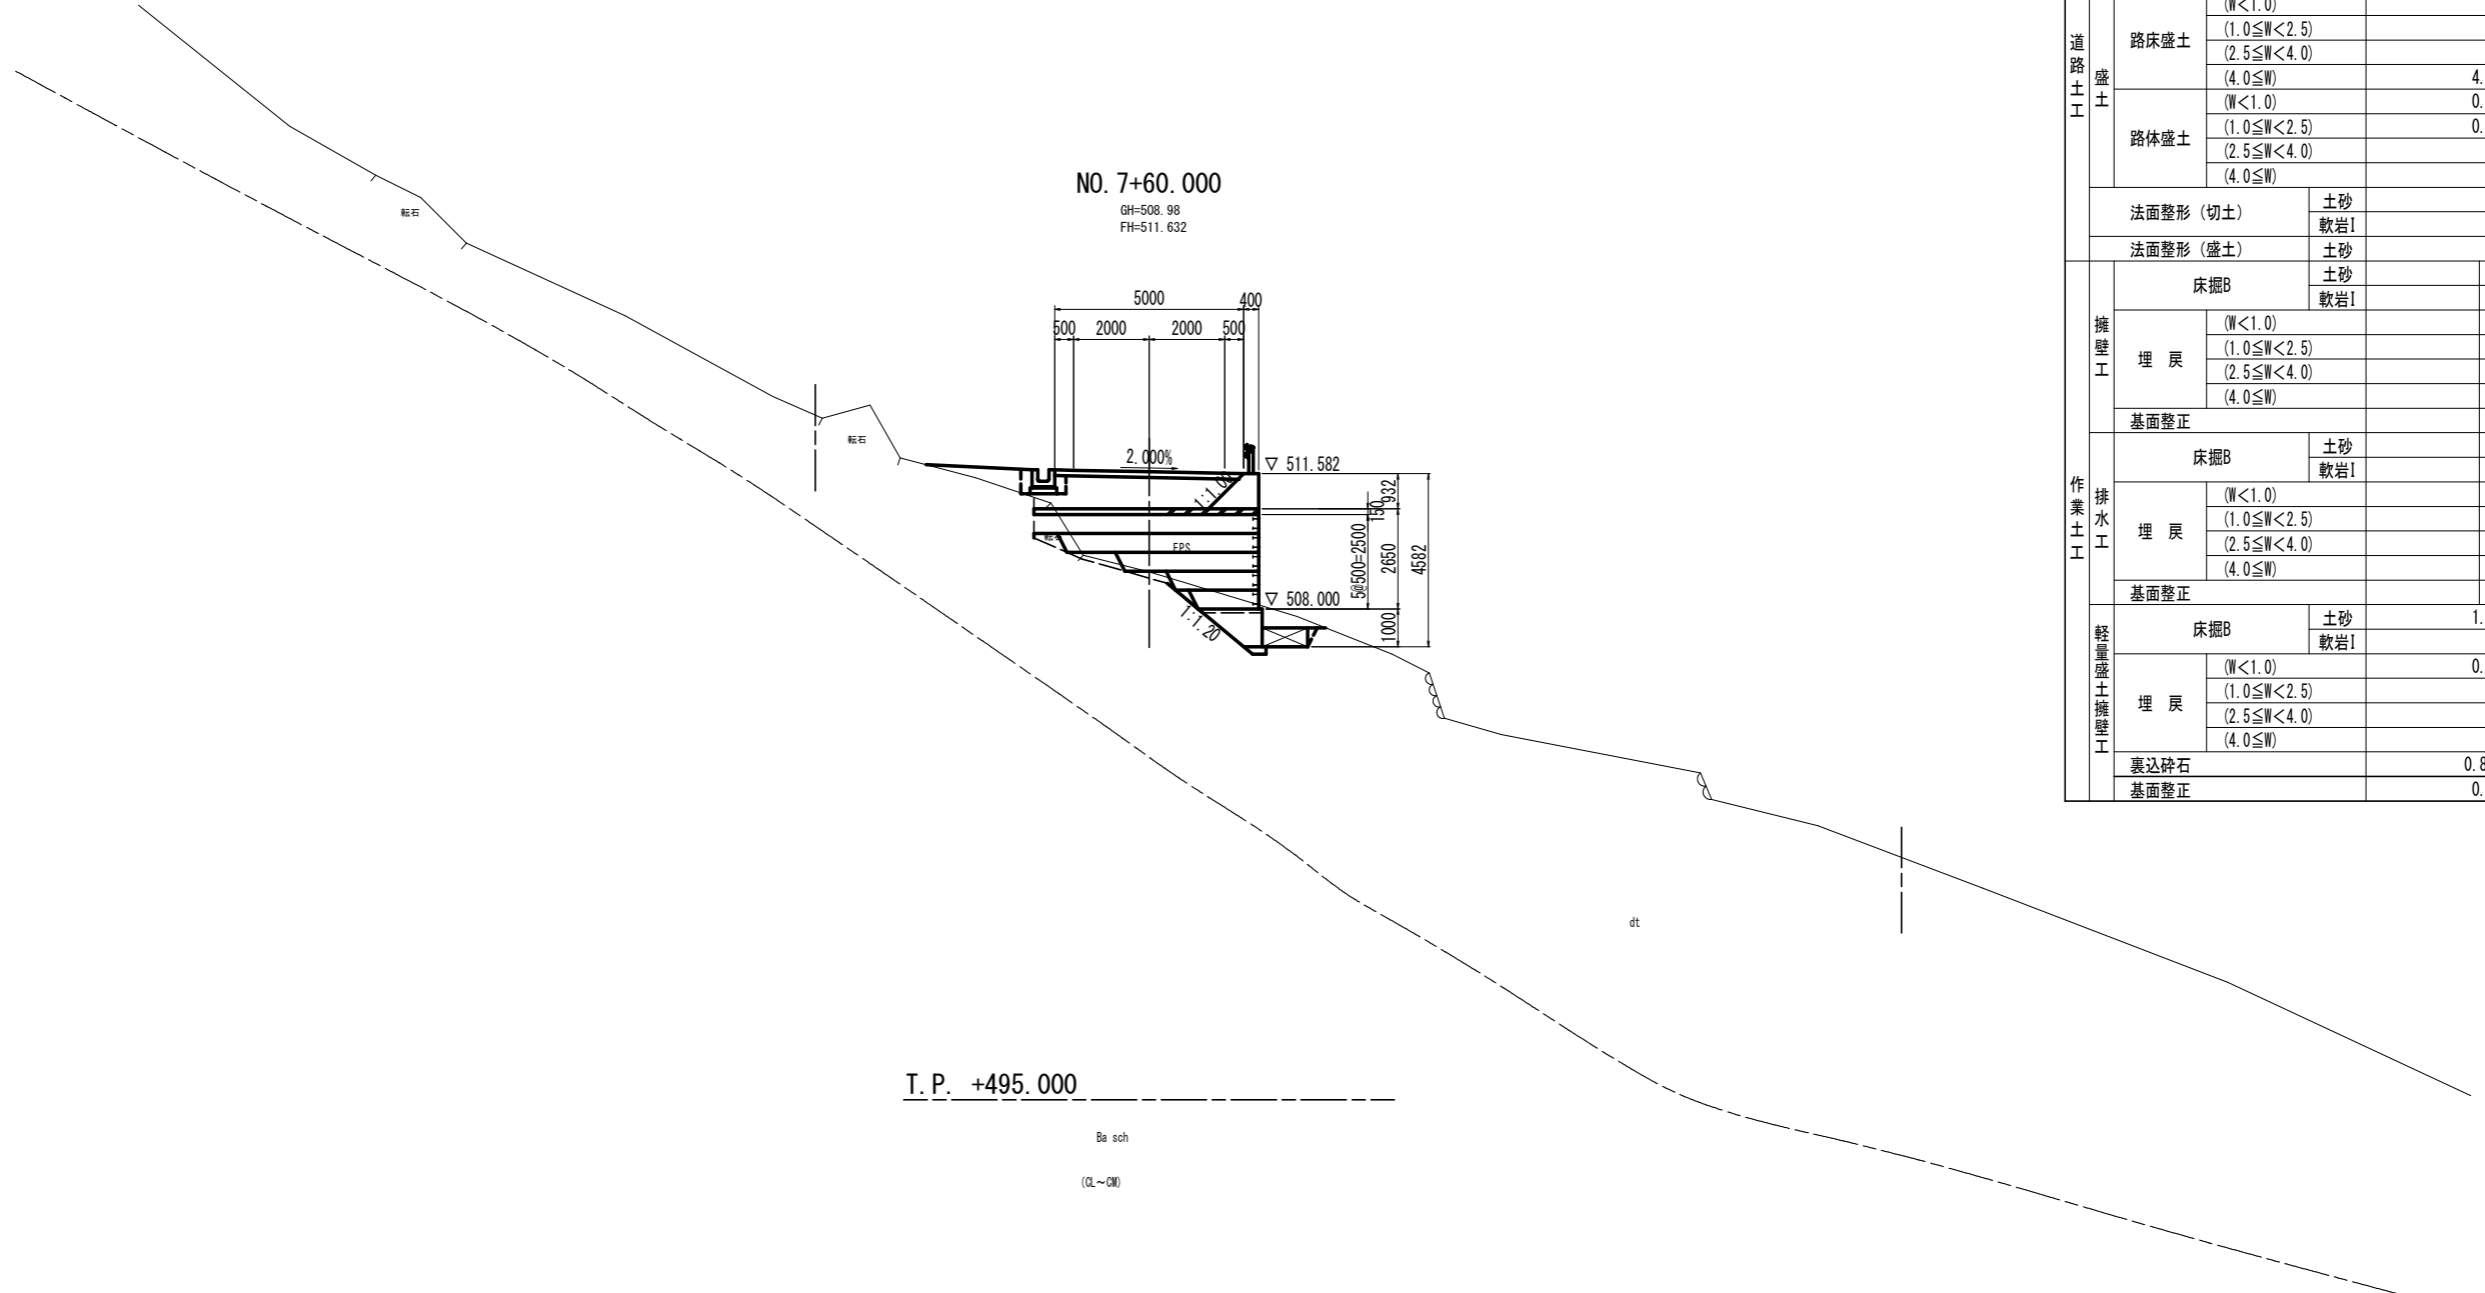 NO. 7+60.000
GH=508.98
FH=511.632
5000 400
500 2000 2000 500
転石
転石
2.000%
▽ 511.582
1:1.00
932
150
EPS
5@500=2500
2650
4582
▽ 508.000
1000
1:1.20
dt
T.P. +495.000
Ba sch
(CL～CM)
道路土工
盛土
路床盛土
(W<1.0)
(1.0≦W<2.5)
(2.5≦W<4.0)
(4.0≦W) 4.
路体盛土
(W<1.0) 0.
(1.0≦W<2.5) 0.
(2.5≦W<4.0)
(4.0≦W)
法面整形（切土） 土砂
軟岩I
法面整形（盛土） 土砂
作業土工
擁壁工
床掘B 土砂
軟岩I
埋 戻
(W<1.0)
(1.0≦W<2.5)
(2.5≦W<4.0)
(4.0≦W)
基面整正
排水工
床掘B 土砂
軟岩I
埋 戻
(W<1.0)
(1.0≦W<2.5)
(2.5≦W<4.0)
(4.0≦W)
基面整正
軽量盛土擁壁工
床掘B 土砂 1.
軟岩I
埋 戻
(W<1.0) 0.
(1.0≦W<2.5)
(2.5≦W<4.0)
(4.0≦W)
裏込砕石 0.8
基面整正 0.